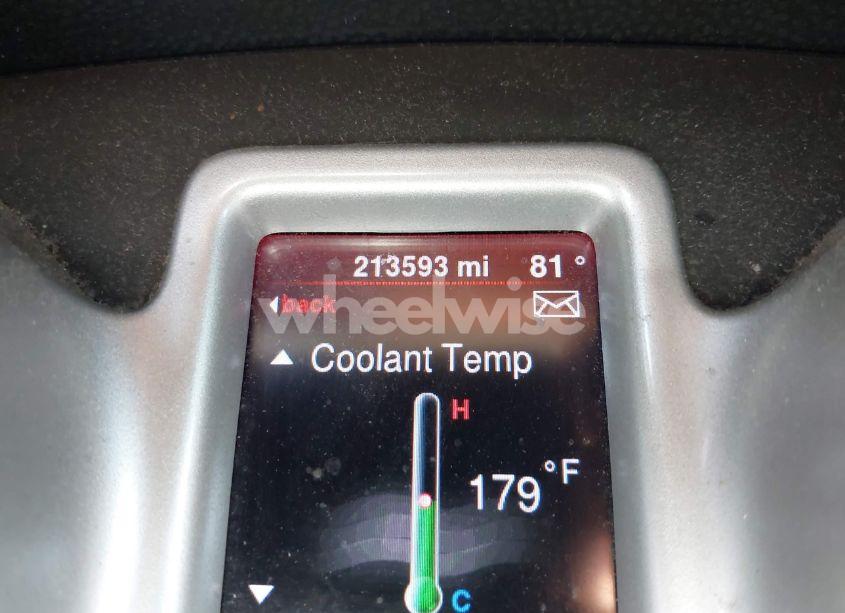 213593 mi 81 °
back
wheelwise
Coolant Temp
H
179 °F
C